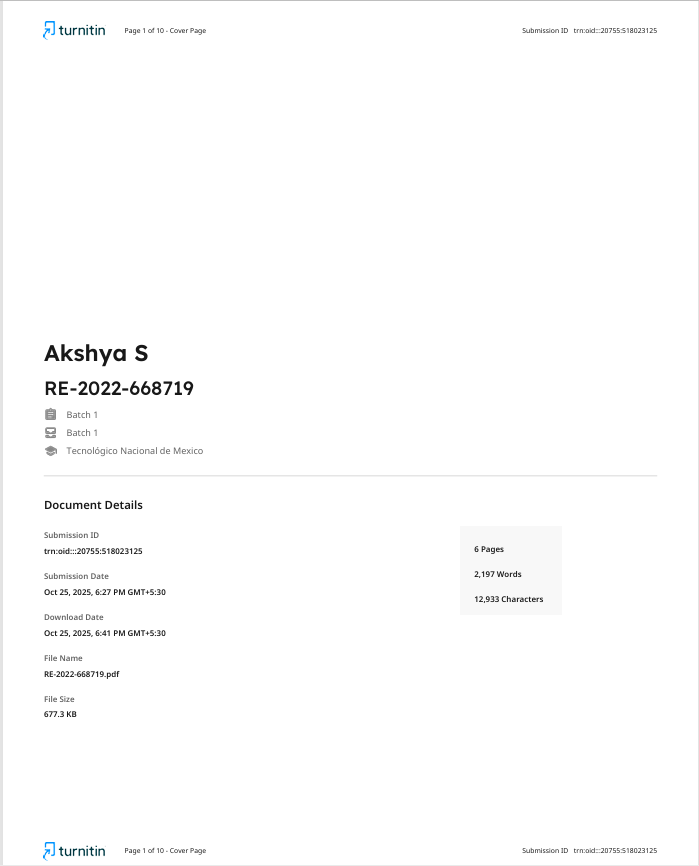 turnitin Page 1 of 10 - Cover Page Submission ID trn:oid:::20755:518023125
Akshya S
RE-2022-668719
Batch 1
Batch 1
Tecnológico Nacional de Mexico
Document Details
Submission ID
trn:oid:::20755:518023125
Submission Date
Oct 25, 2025, 6:27 PM GMT+5:30
Download Date
Oct 25, 2025, 6:41 PM GMT+5:30
File Name
RE-2022-668719.pdf
File Size
677.3 KB
6 Pages
2,197 Words
12,933 Characters
turnitin Page 1 of 10 - Cover Page Submission ID trn:oid:::20755:518023125